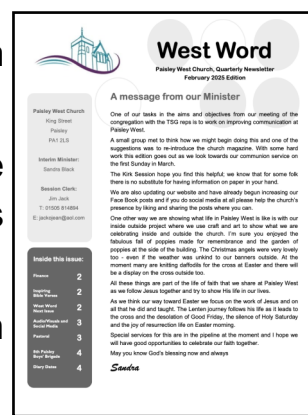 West Word
Paisley West Church, Quarterly Newsletter
February 2025 Edition
Paisley West Church
King Street
Paisley
PA1 2LS
Interim Minister:
Sandra Black
Session Clerk:
Jim Jack
T: 01505 814894
E: jackojean@aol.com
Inside this issue:
Finance 2
Inspiring
Bible Verses 2
West Word
Next Issue 2
Audio/Visuals and
Social Media 3
Pastoral 3
5th Paisley
Boys' Brigade 4
Diary Dates 4
A message from our Minister
One of our tasks in the aims and objectives from our meeting of the
congregation with the TSG reps is to work on improving communication at
Paisley West.
A small group met to think how we might begin doing this and one of the
suggestions was to re-introduce the church magazine. With some hard
work this edition goes out as we look towards our communion service on
the first Sunday in March.
The Kirk Session hope you find this helpful; we know that for some folk
there is no substitute for having information on paper in your hand.
We are also updating our website and have already begun increasing our
Face Book posts and if you do social media at all please help the church's
presence by liking and sharing the posts where you can.
One other way we are showing what life in Paisley West is like is with our
inside outside project where we use craft and art to show what we are
celebrating inside and outside the church. I'm sure you enjoyed the
fabulous fall of poppies made for remembrance and the garden of
poppies at the side of the building. The Christmas angels were very lovely
too - even if the weather was unkind to our banners outside. At the
moment many are knitting daffodils for the cross at Easter and there will
be a display on the cross outside too.
All these things are part of the life of faith that we share at Paisley West
as we follow Jesus together and try to show His life in our lives.
As we think our way toward Easter we focus on the work of Jesus and on
all that he did and taught. The Lenten journey follows his life as it leads to
the cross and the desolation of Good Friday, the silence of Holy Saturday
and the joy of resurrection life on Easter morning.
Special services for this are in the pipeline at the moment and I hope we
will have good opportunities to celebrate our faith together.
May you know God's blessing now and always
Sandra